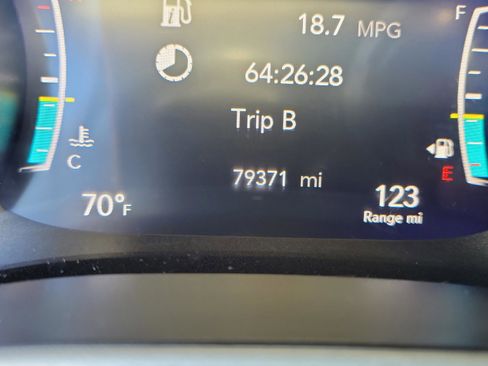 F
18.7 MPG
64:26:28
Trip B
C
E
79371 mi
70°F
123
Range mi